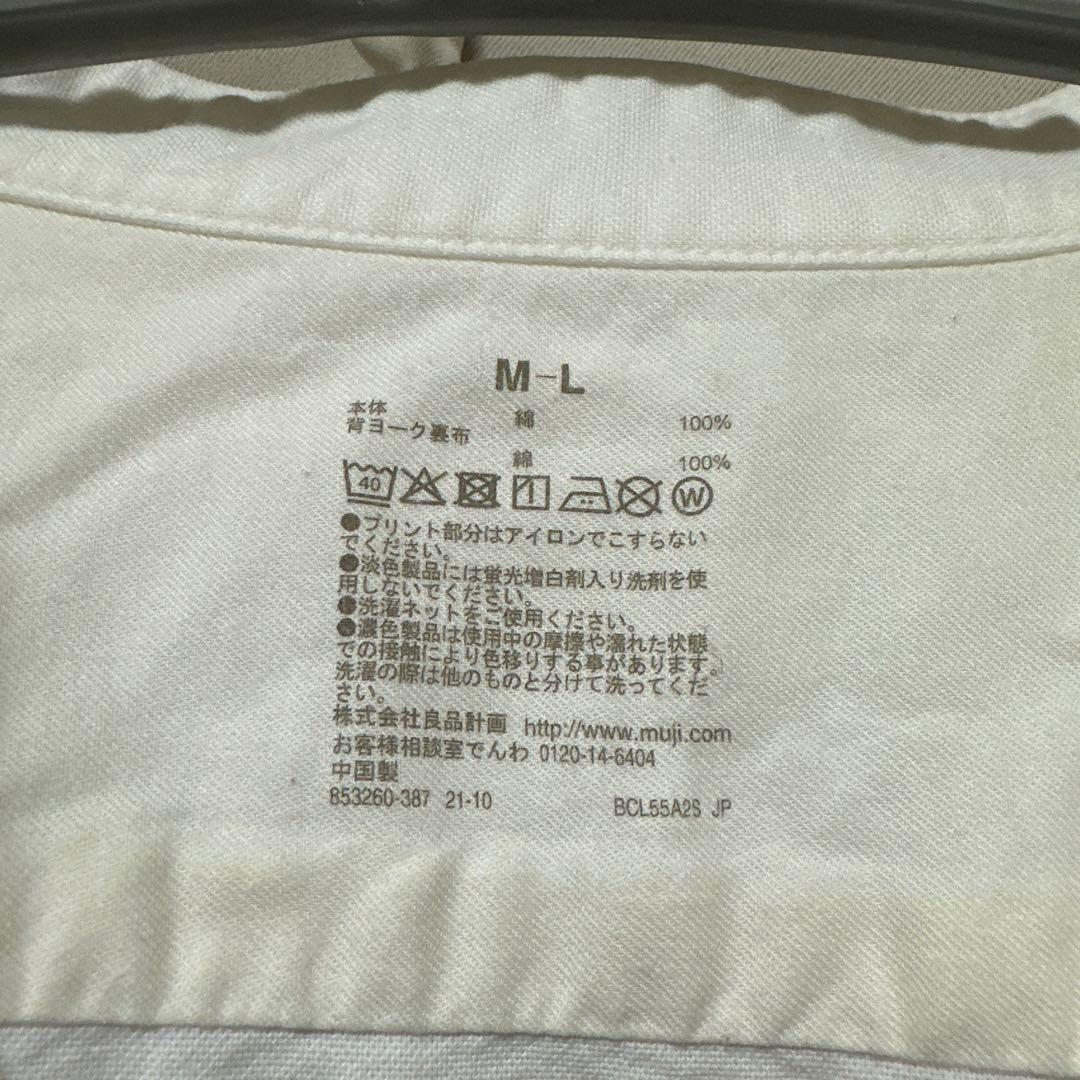 M-L
本体 綿 100%
背ヨーク裏布
綿 100%
40 W
●プリント部分はアイロンでこすらない
でください。
●淡色製品には蛍光増白剤入り洗剤を使
用しないでください。
●洗濯ネットをご使用ください。
●濃色製品は使用中の摩擦や濡れた状態
での接触により色移りする事があります。
洗濯の際は他のものと分けて洗ってくだ
さい。
株式会社良品計画 http://www.muji.com
お客様相談室でんわ 0120-14-6404
中国製
853260-387 21-10 BCL55A2S JP